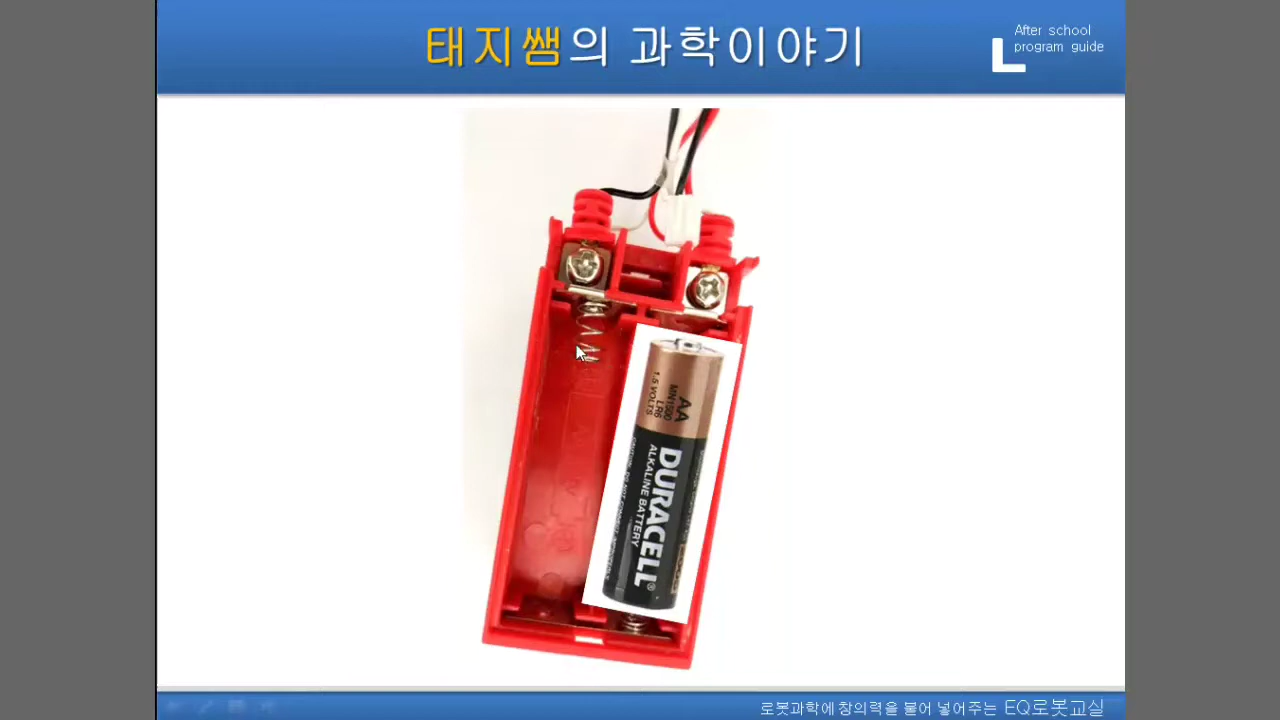 태지쌤의 과학이야기
After school
program guide
AA
MN1500
LR6
1.5 VOLTS
DURACELL®
ALKALINE BATTERY
로봇과학에 창의력을 불어 넣어주는 EQ로봇교실